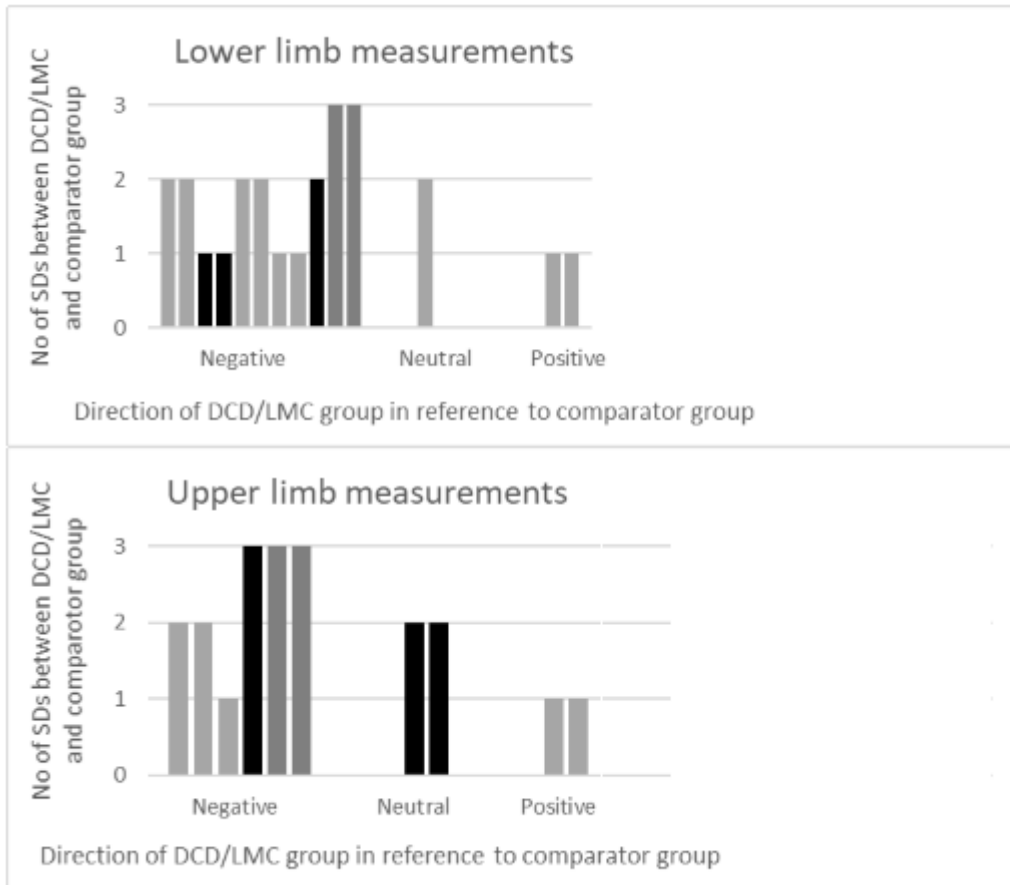 Lower limb measurements
No of SDs between DCD/LMC
and comparator group
3
2
1
0
Negative
Neutral
Positive
Direction of DCD/LMC group in reference to comparator group
Upper limb measurements
No of SDs between DCD/LMC
and comparotor group
3
2
1
0
Negative
Neutral
Positive
Direction of DCD/LMC group in reference to comparator group